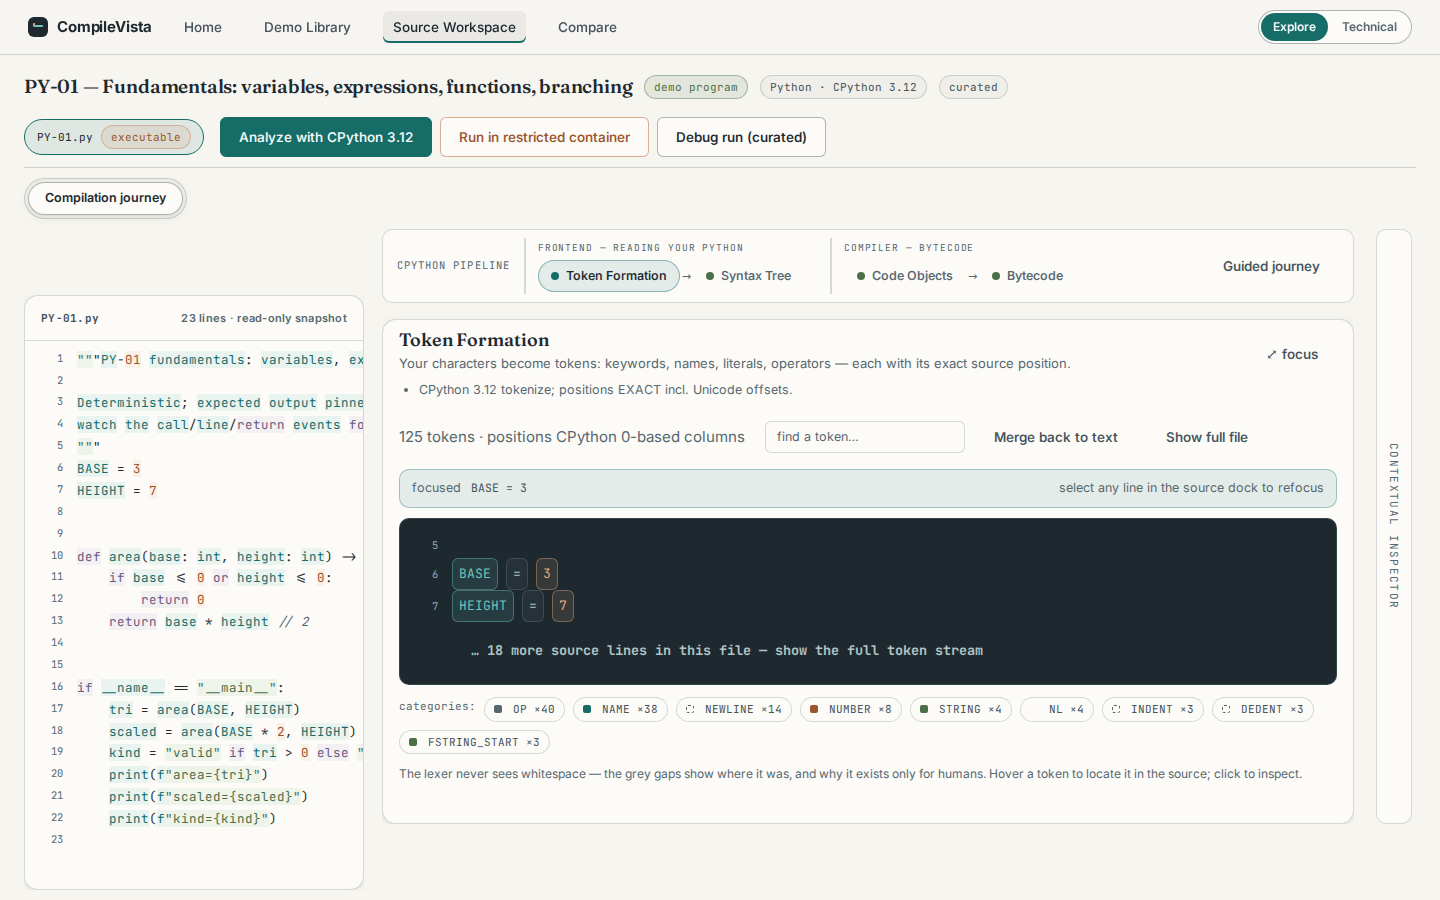 CompileVista Home Demo Library Source Workspace Compare Explore Technical
PY-01 — Fundamentals: variables, expressions, functions, branching demo program Python · CPython 3.12 curated
PY-01.py executable Analyze with CPython 3.12 Run in restricted container Debug run (curated)
Compilation journey
CPYTHON PIPELINE
FRONTEND — READING YOUR PYTHON
Token Formation → Syntax Tree
COMPILER — BYTECODE
Code Objects → Bytecode
Guided journey
PY-01.py 23 lines · read-only snapshot
1 """PY-01 fundamentals: variables, ex
2
3 Deterministic; expected output pinne
4 watch the call/line/return events fo
5 """
6 BASE = 3
7 HEIGHT = 7
8
9
10 def area(base: int, height: int) →
11 if base ⩽ 0 or height ⩽ 0:
12 return 0
13 return base * height // 2
14
15
16 if __name__ == "__main__":
17 tri = area(BASE, HEIGHT)
18 scaled = area(BASE * 2, HEIGHT)
19 kind = "valid" if tri > 0 else "
20 print(f"area={tri}")
21 print(f"scaled={scaled}")
22 print(f"kind={kind}")
23
Token Formation
Your characters become tokens: keywords, names, literals, operators — each with its exact source position.
• CPython 3.12 tokenize; positions EXACT incl. Unicode offsets.
⤢ focus
125 tokens · positions CPython 0-based columns find a token... Merge back to text Show full file
focused BASE = 3 select any line in the source dock to refocus
5
6 BASE = 3
7 HEIGHT = 7
… 18 more source lines in this file — show the full token stream
categories: OP ×40 NAME ×38 NEWLINE ×14 NUMBER ×8 STRING ×4 NL ×4 INDENT ×3 DEDENT ×3
FSTRING_START ×3
The lexer never sees whitespace — the grey gaps show where it was, and why it exists only for humans. Hover a token to locate it in the source; click to inspect.
CONTEXTUAL INSPECTOR